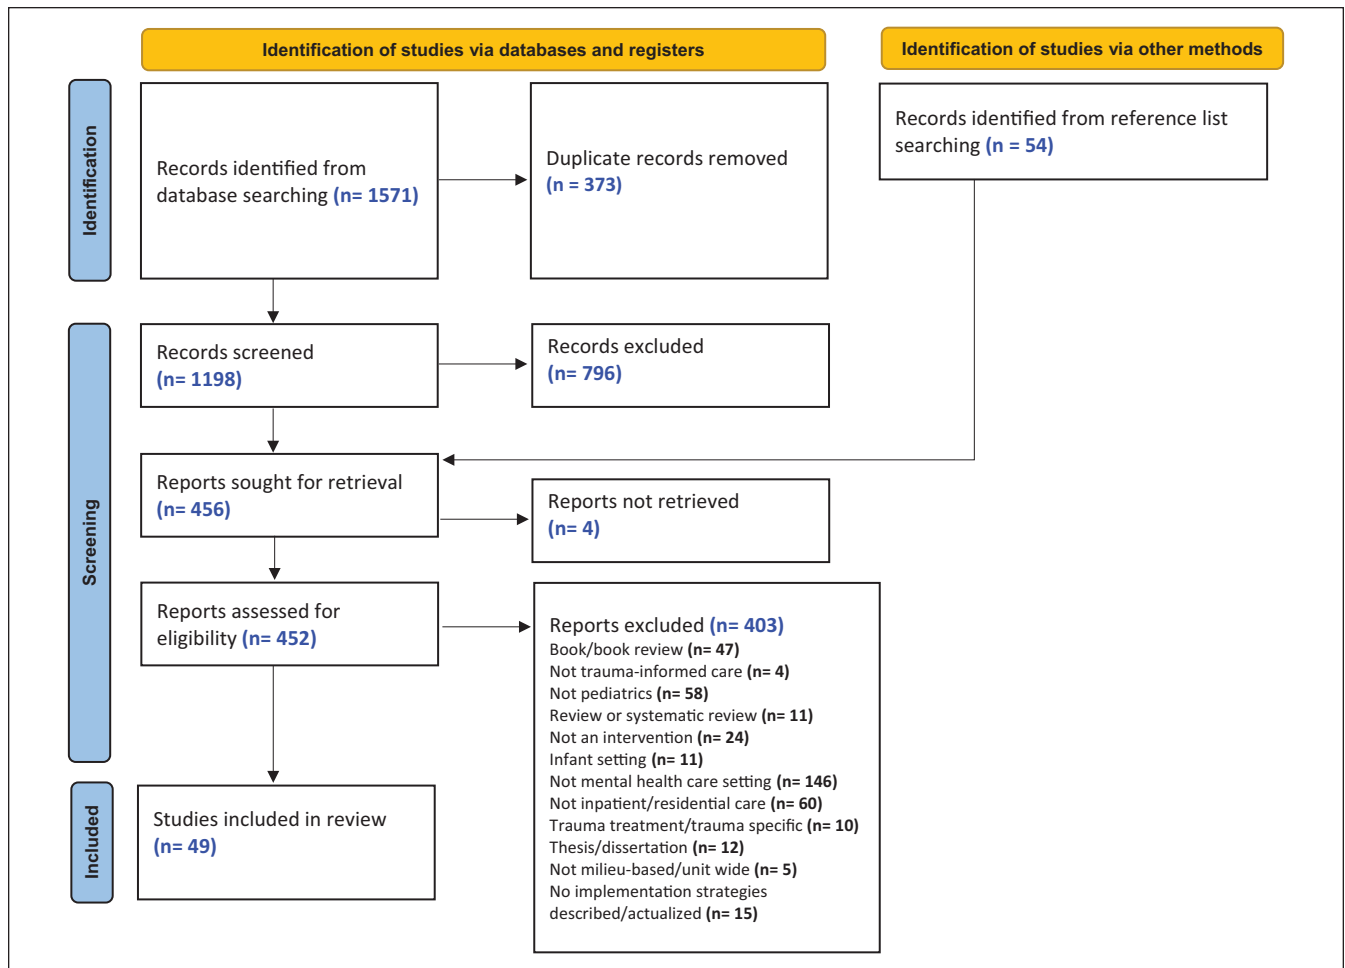 Identification of studies via databases and registers
Identification of studies via other methods
Identification
Records identified from
database searching (n= 1571)
Duplicate records removed
(n = 373)
Records identified from reference list
searching (n = 54)
Screening
Records screened
(n= 1198)
Records excluded
(n= 796)
Reports sought for retrieval
(n= 456)
Reports not retrieved
(n= 4)
Reports assessed for
eligibility (n= 452)
Reports excluded (n= 403)
Book/book review (n= 47)
Not trauma-informed care (n= 4)
Not pediatrics (n= 58)
Review or systematic review (n= 11)
Not an intervention (n= 24)
Infant setting (n= 11)
Not mental health care setting (n= 146)
Not inpatient/residential care (n= 60)
Trauma treatment/trauma specific (n= 10)
Thesis/dissertation (n= 12)
Not milieu-based/unit wide (n= 5)
No implementation strategies
described/actualized (n= 15)
Included
Studies included in review
(n= 49)